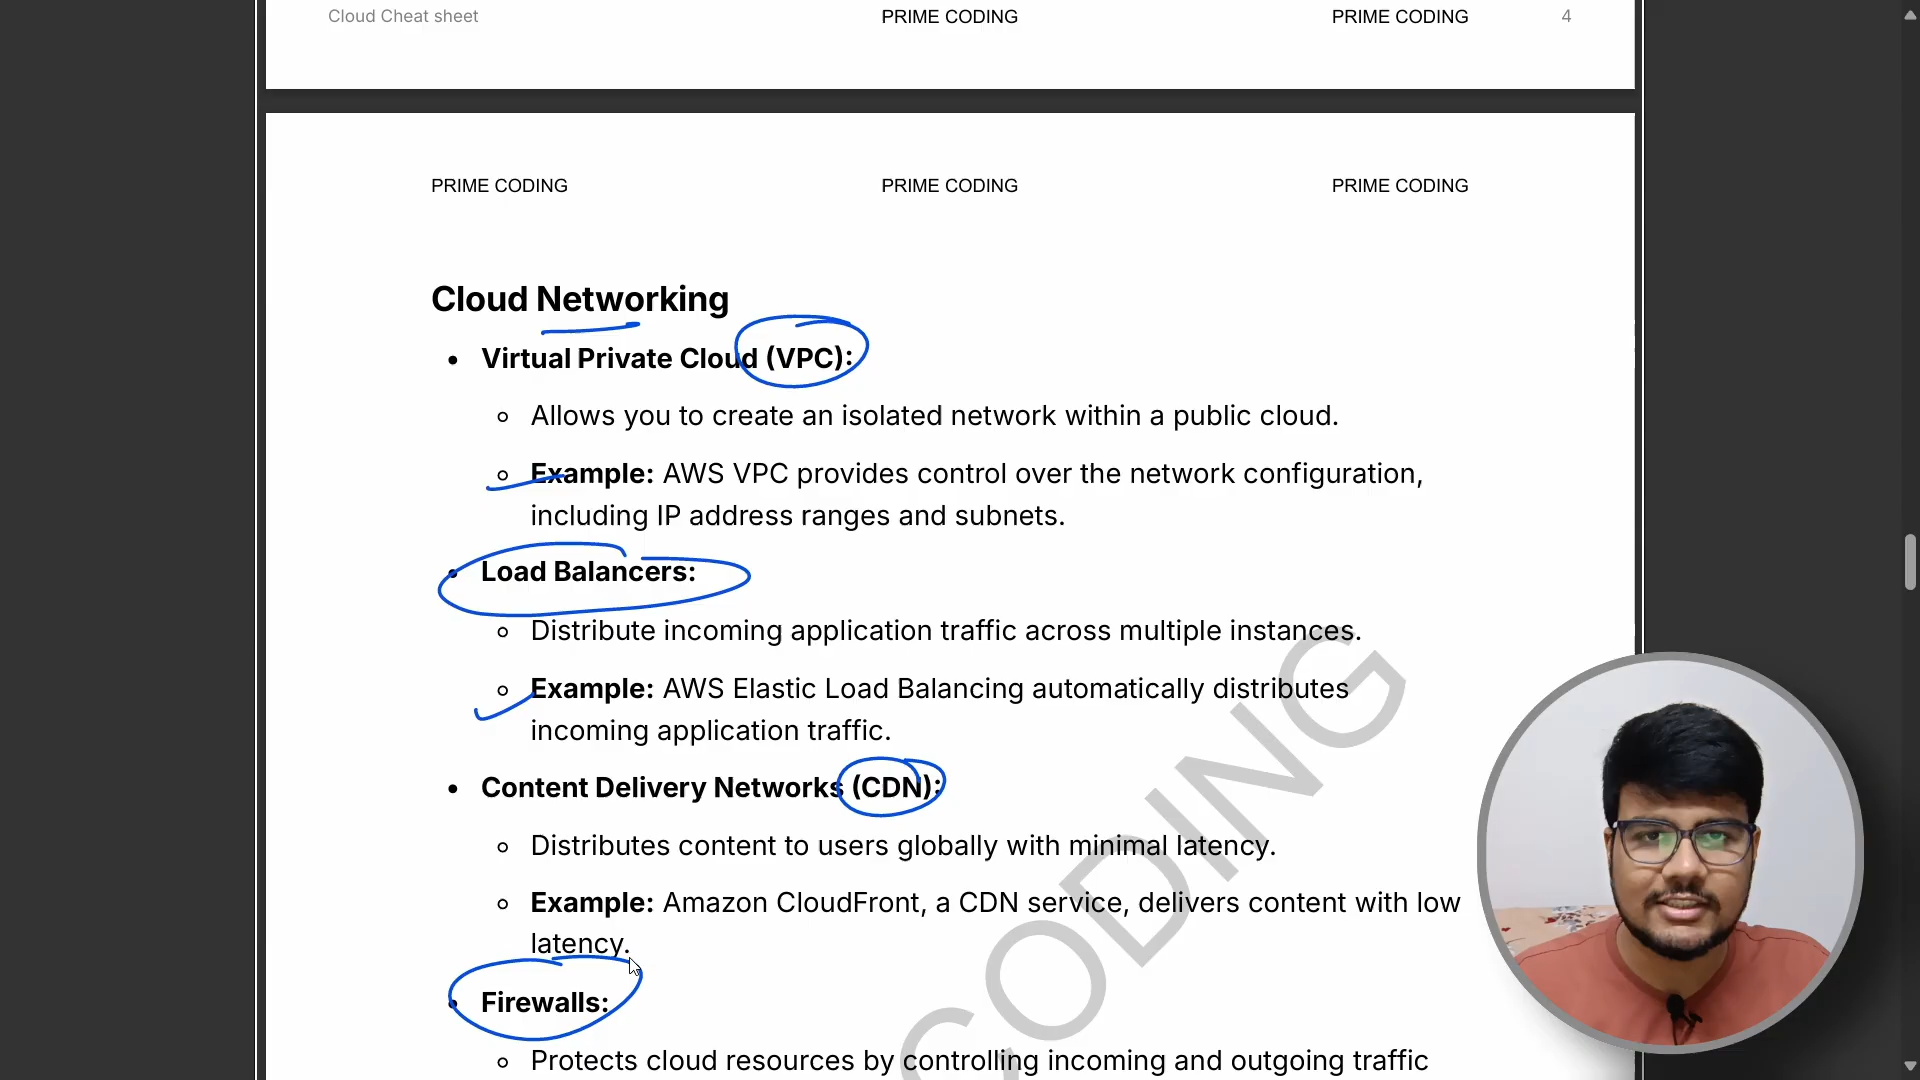 Cloud Cheat sheet PRIME CODING PRIME CODING 4
PRIME CODING PRIME CODING PRIME CODING
Cloud Networking
• Virtual Private Cloud (VPC):
◦ Allows you to create an isolated network within a public cloud.
◦ Example: AWS VPC provides control over the network configuration,
including IP address ranges and subnets.
• Load Balancers:
◦ Distribute incoming application traffic across multiple instances.
◦ Example: AWS Elastic Load Balancing automatically distributes
incoming application traffic.
• Content Delivery Networks (CDN):
◦ Distributes content to users globally with minimal latency.
◦ Example: Amazon CloudFront, a CDN service, delivers content with low
latency.
• Firewalls:
◦ Protects cloud resources by controlling incoming and outgoing traffic
CODING